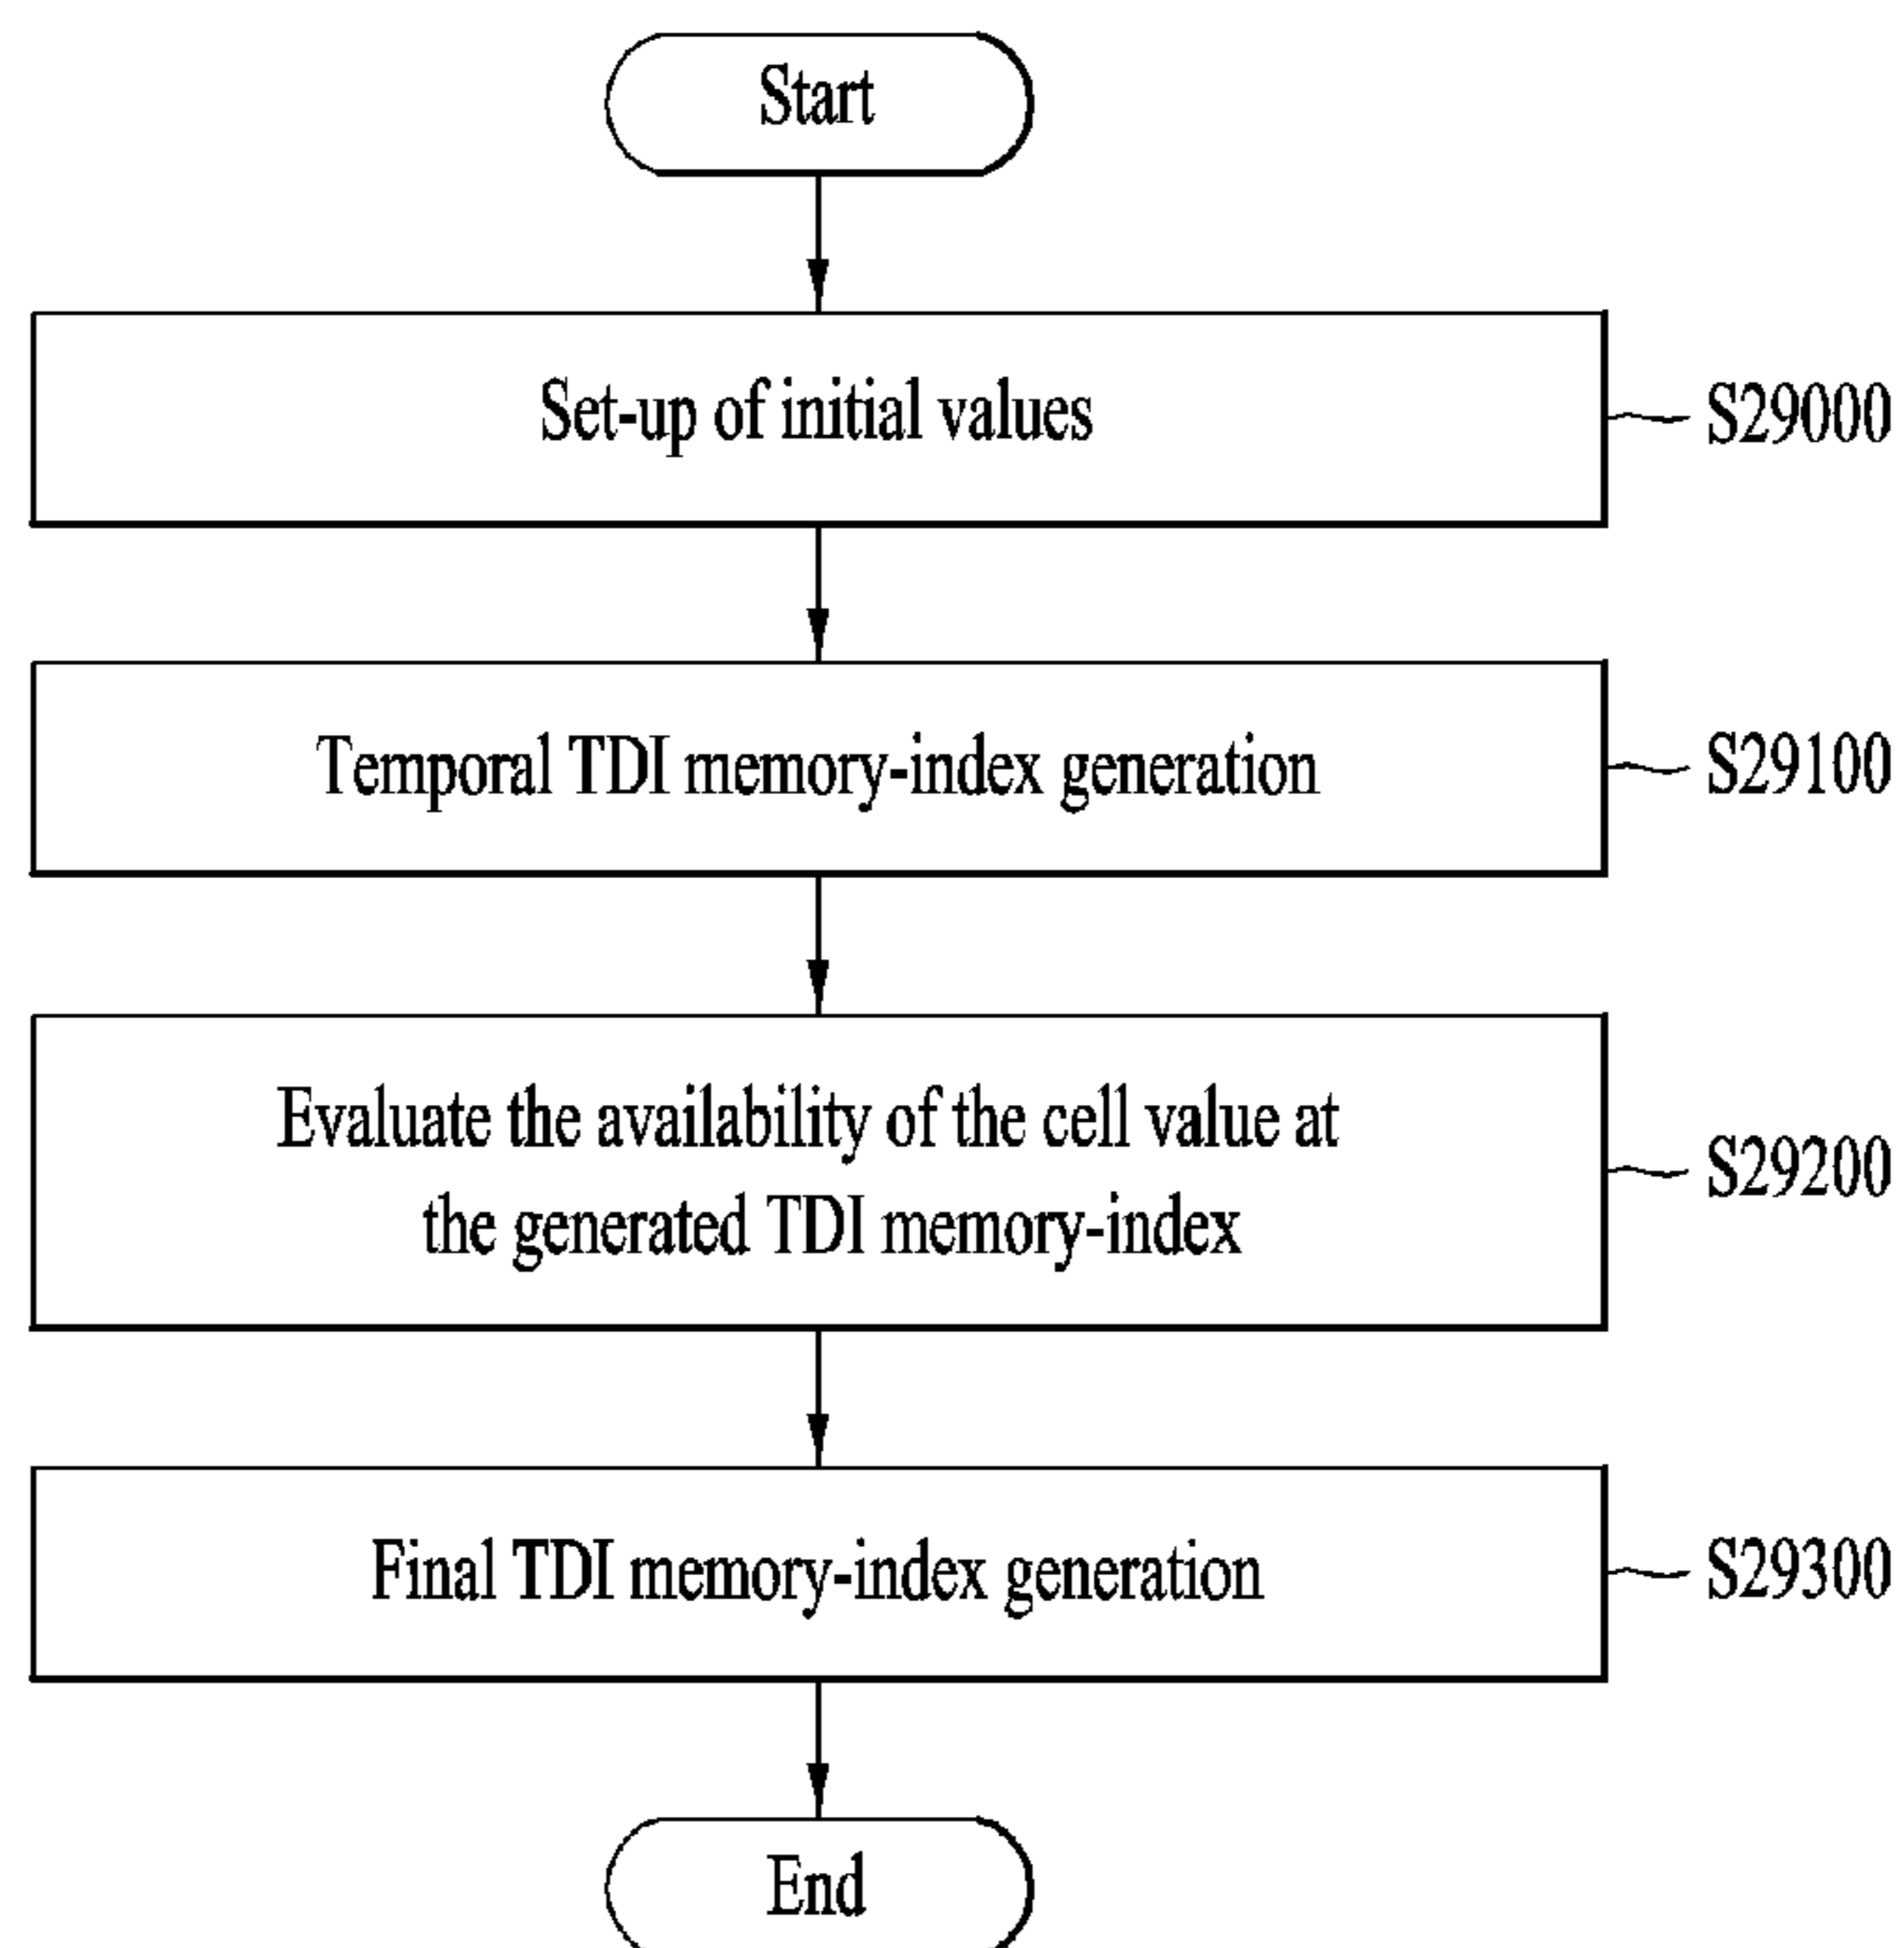 Start
Set-up of initial values
S29000
Temporal TDI memory-index generation
S29100
Evaluate the availability of the cell value at
the generated TDI memory-index
S29200
Final TDI memory-index generation
S29300
End